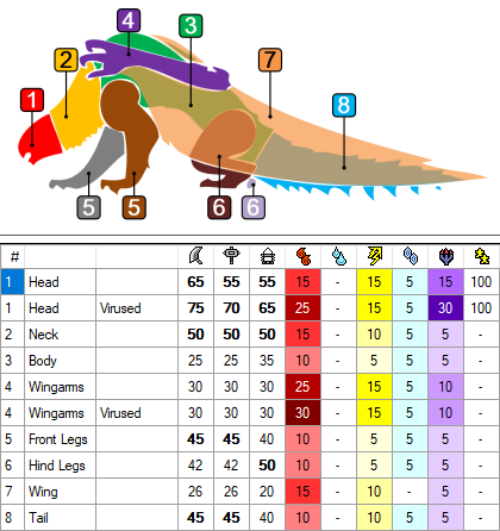 4
3
2
7
1
8
5
5
6
6
#
1 Head 65 55 55 15 - 15 5 15 100
1 Head Virused 75 70 65 25 - 15 5 30 100
2 Neck 50 50 50 15 - 10 5 5 -
3 Body 25 25 35 10 - 5 5 5 -
4 Wingarms 30 30 30 25 - 15 5 10 -
4 Wingarms Virused 30 30 30 30 - 15 5 10 -
5 Front Legs 45 45 40 10 - 5 5 5 -
6 Hind Legs 42 42 50 10 - 5 5 5 -
7 Wing 26 26 20 15 - 10 - 5 -
8 Tail 45 45 40 10 - 10 5 5 -